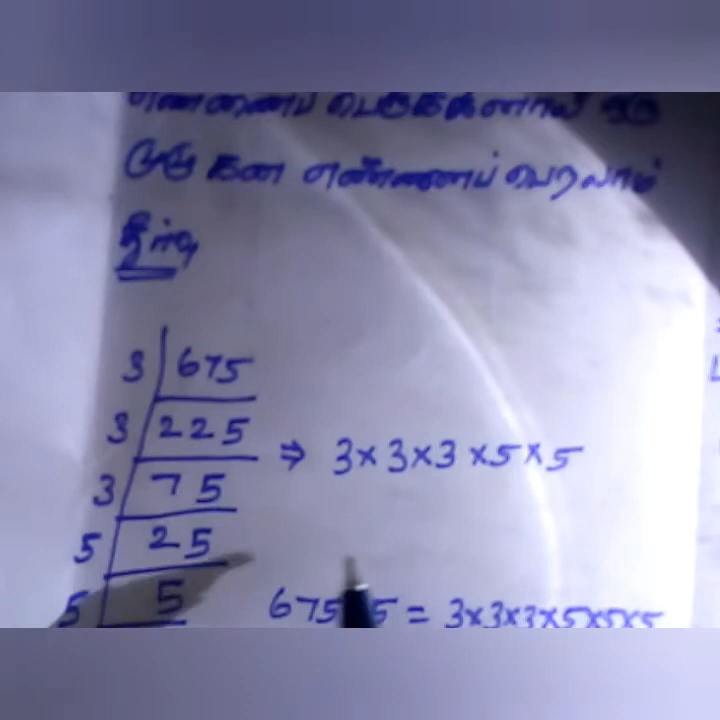 எண்ணைப் பெருக்கினால் ஒரு
முழு கன எண்ணைப் பெறலாம்
தீர்வு
3 | 675
3 | 225 ⇒ 3×3×3×5×5
3 | 75
5 | 25
5 | 5
675 5 = 3×3×3×5×5×5